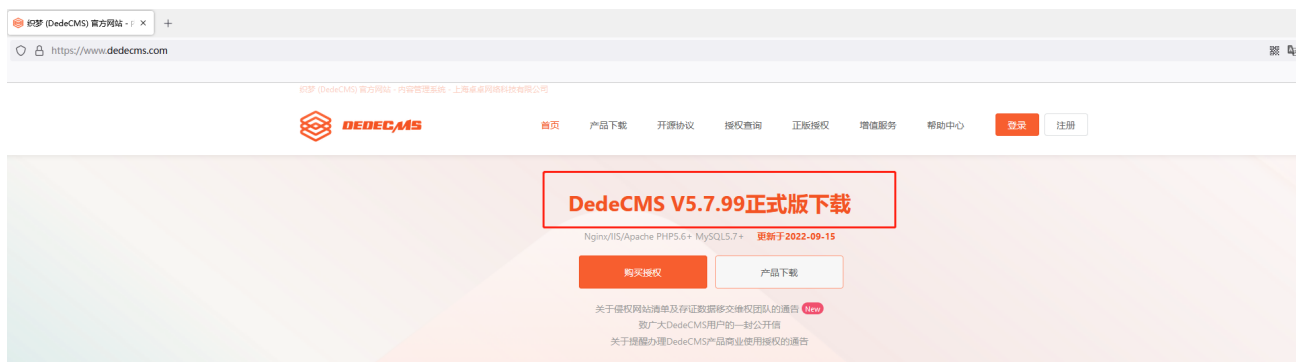 织梦 (DedeCMS) 官方网站 -
https://www.dedecms.com
织梦 (DedeCMS) 官方网站 - 内容管理系统 - 上海卓卓网络科技有限公司
DEDECMS 首页 产品下载 开源协议 授权查询 正版授权 增值服务 帮助中心 登录 注册
DedeCMS V5.7.99正式版下载
Nginx/IIS/Apache PHP5.6+ MySQL5.7+ 更新于2022-09-15
购买授权 产品下载
关于侵权网站清单及存证数据移交维权团队的通告 New
致广大DedeCMS用户的一封公开信
关于提醒办理DedeCMS产品商业使用授权的通告